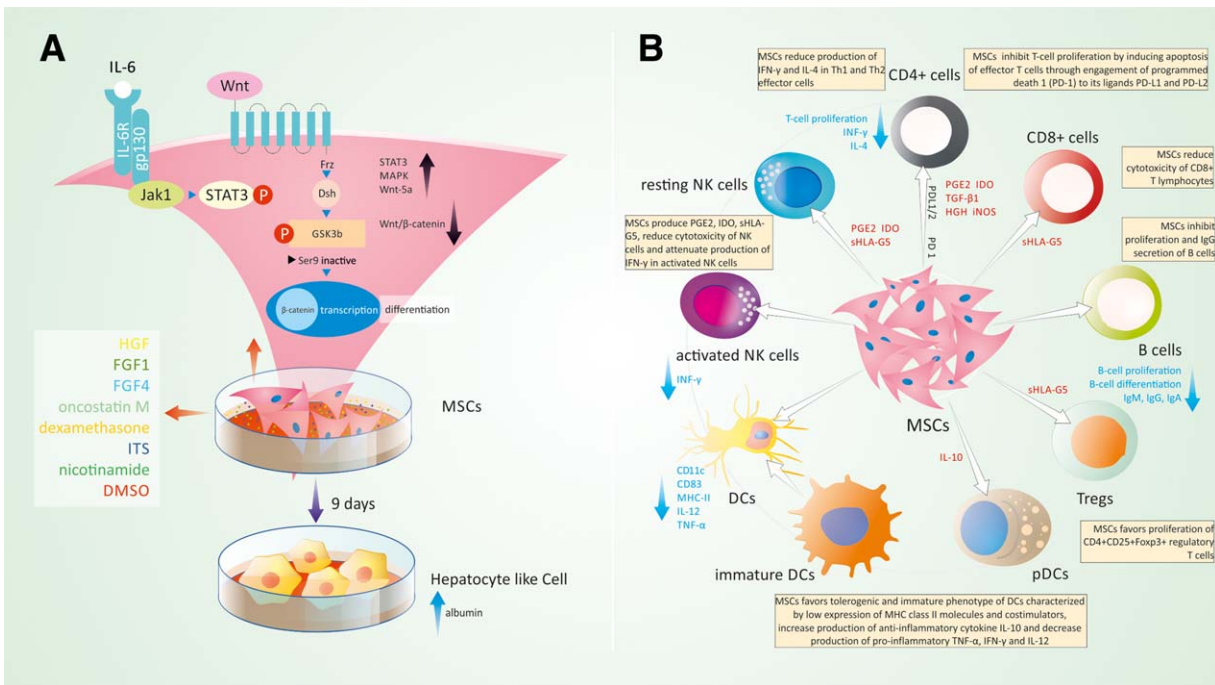 A
IL-6
IL-6R
gp130
Jak1
STAT3
P
Wnt
Frz
Dsh
P
GSK3b
Ser9 inactive
β-catenin
transcription
differentiation
STAT3
MAPK
Wnt-5a
Wnt/β-catenin
HGF
FGF1
FGF4
oncostatin M
dexamethasone
ITS
nicotinamide
DMSO
MSCs
9 days
Hepatocyte like Cell
albumin
B
MSCs reduce production of
IFN-γ and IL-4 in Th1 and Th2
effector cells
CD4+ cells
MSCs inhibit T-cell proliferation by inducing apoptosis
of effector T cells through engagement of programmed
death 1 (PD-1) to its ligands PD-L1 and PD-L2
T-cell proliferation
INF-γ
IL-4
CD8+ cells
MSCs reduce
cytotoxicity of CD8+
T lymphocytes
resting NK cells
PDL1/2
PD 1
PGE2 IDO
TGF-β1
HGH iNOS
PGE2 IDO
sHLA-G5
sHLA-G5
MSCs produce PGE2, IDO, sHLA-
G5, reduce cytotoxicity of NK
cells and attenuate production of
IFN-γ in activated NK cells
MSCs inhibit
proliferation and IgG
secretion of B cells
activated NK cells
INF-γ
B cells
B-cell proliferation
B-cell differentiation
IgM, IgG, IgA
MSCs
sHLA-G5
IL-10
Tregs
DCs
CD11c
CD83
MHC-II
IL-12
TNF-α
MSCs favors proliferation of
CD4+CD25+Foxp3+ regulatory
T cells
immature DCs
pDCs
MSCs favors tolerogenic and immature phenotype of DCs characterized
by low expression of MHC class II molecules and costimulators,
increase production of anti-inflammatory cytokine IL-10 and decrease
production of pro-inflammatory TNF-α, IFN-γ and IL-12